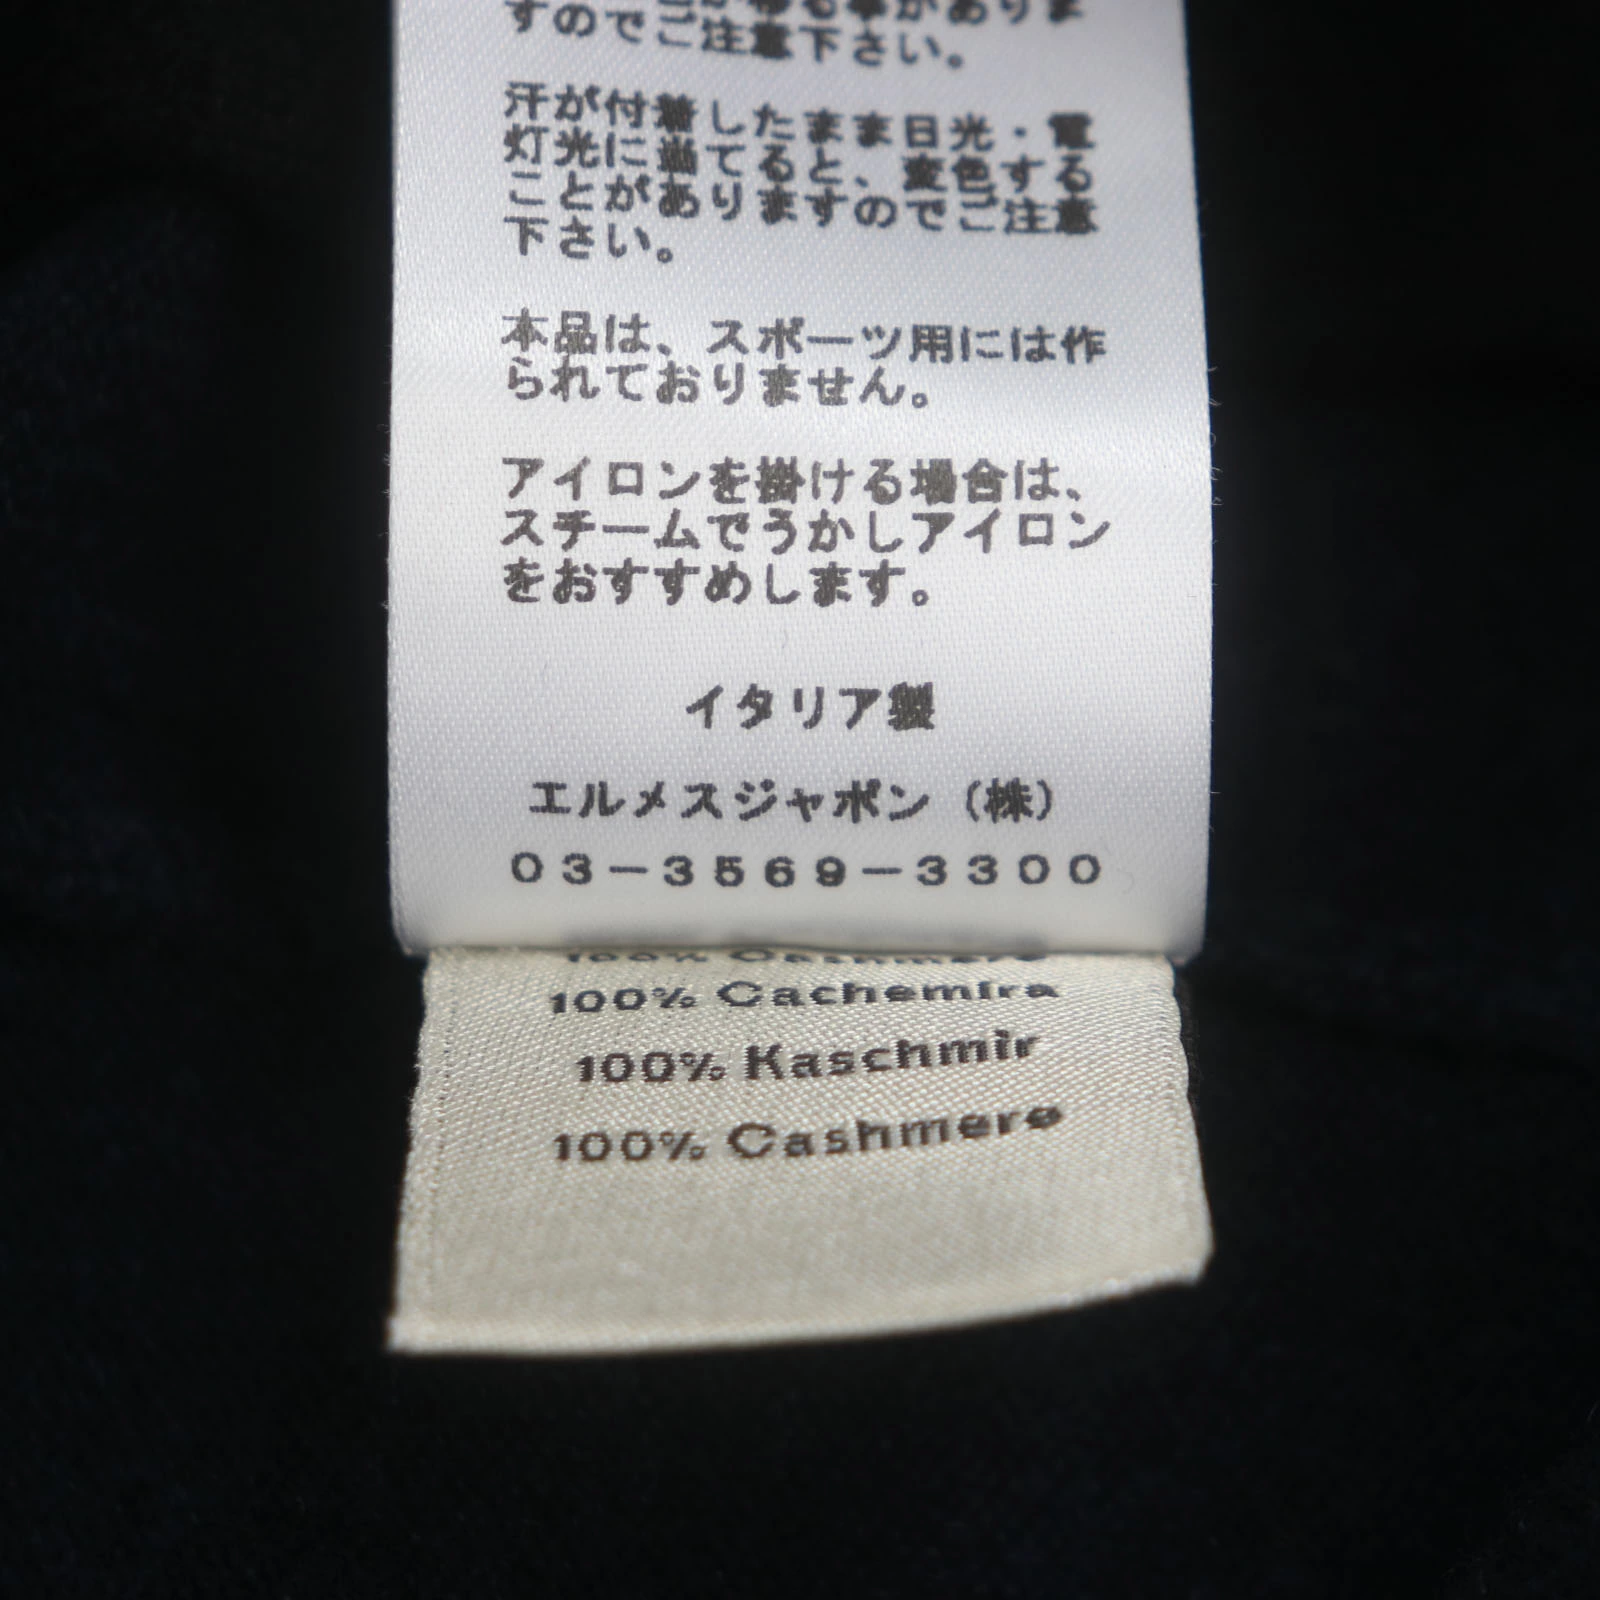 すのでご注意下さい。
汗が付着したまま日光・電
灯光に当てると、変色する
ことがありますのでご注意
下さい。
本品は、スポーツ用には作
られておりません。
アイロンを掛ける場合は、
スチームでうかしアイロン
をおすすめします。
イタリア製
エルメスジャポン（株）
03-3569-3300
100% Cashmere
100% Cachemira
100% Kaschmir
100% Cashmere